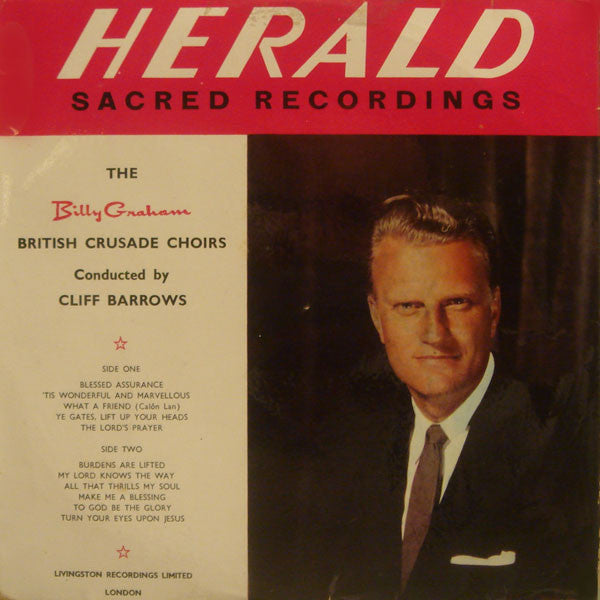 HERALD
SACRED RECORDINGS
THE
Billy Graham
BRITISH CRUSADE CHOIRS
Conducted by
CLIFF BARROWS
SIDE ONE
BLESSED ASSURANCE
'TIS WONDERFUL AND MARVELLOUS
WHAT A FRIEND (Calôn Lan)
YE GATES, LIFT UP YOUR HEADS
THE LORD'S PRAYER
SIDE TWO
BURDENS ARE LIFTED
MY LORD KNOWS THE WAY
ALL THAT THRILLS MY SOUL
MAKE ME A BLESSING
TO GOD BE THE GLORY
TURN YOUR EYES UPON JESUS
LIVINGSTON RECORDINGS LIMITED
LONDON